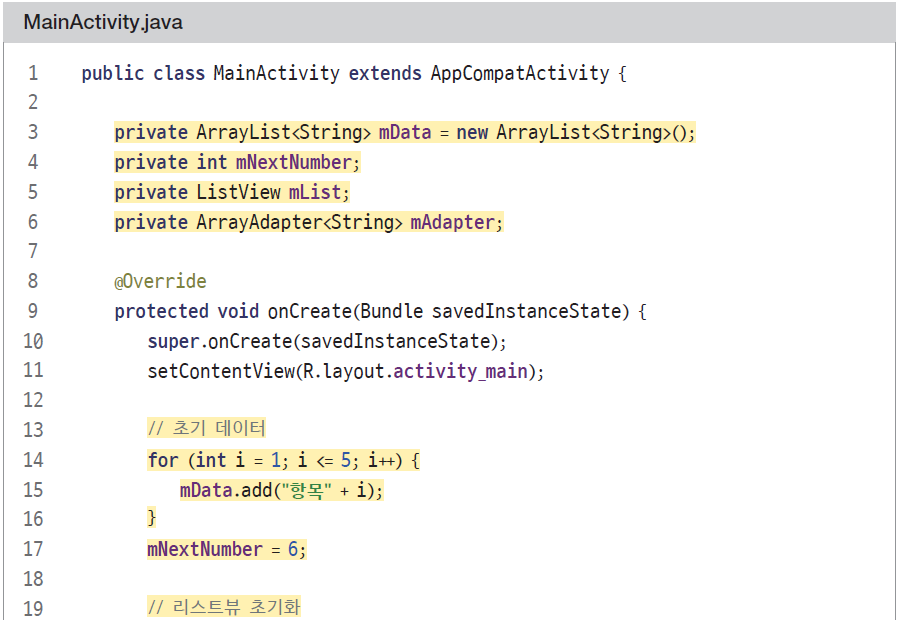 MainActivity.java
1 public class MainActivity extends AppCompatActivity {
2
3 private ArrayList<String> mData = new ArrayList<String>();
4 private int mNextNumber;
5 private ListView mList;
6 private ArrayAdapter<String> mAdapter;
7
8 @Override
9 protected void onCreate(Bundle savedInstanceState) {
10 super.onCreate(savedInstanceState);
11 setContentView(R.layout.activity_main);
12
13 // 초기 데이터
14 for (int i = 1; i <= 5; i++) {
15 mData.add("항목" + i);
16 }
17 mNextNumber = 6;
18
19 // 리스트뷰 초기화